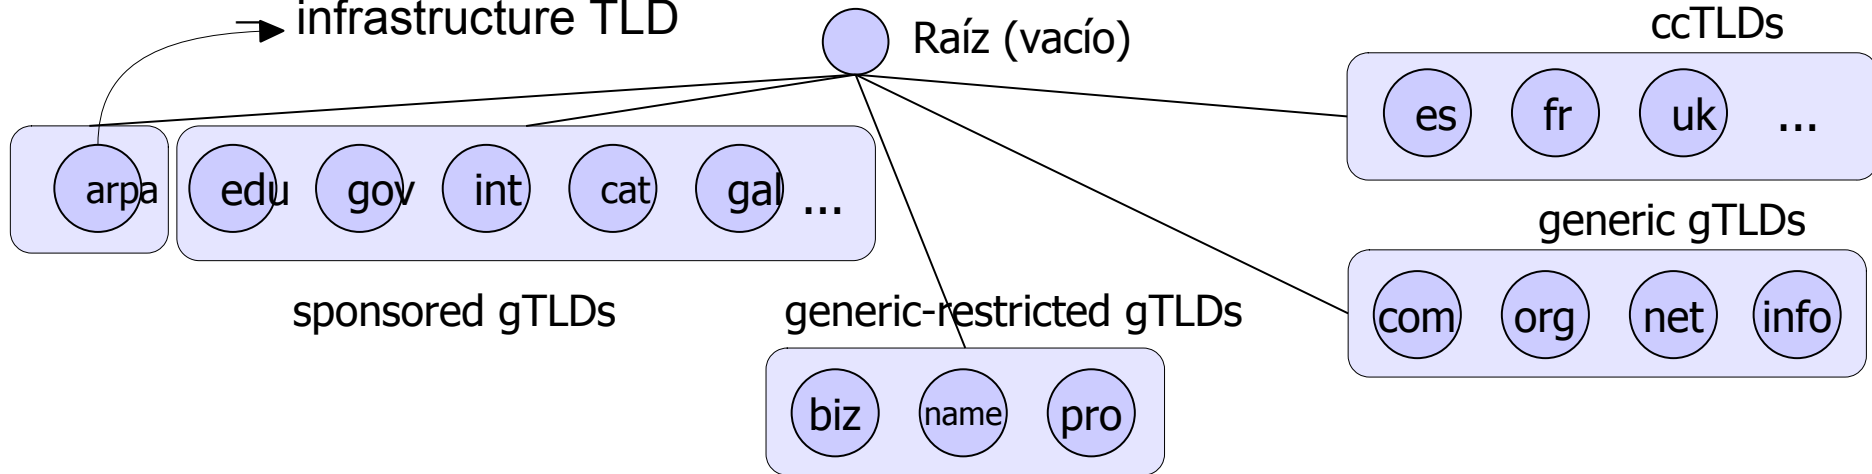 infrastructure TLD
Raíz (vacío)
ccTLDs
es fr uk ...
arpa edu gov int cat gal ...
generic gTLDs
sponsored gTLDs
generic-restricted gTLDs
com org net info
biz name pro